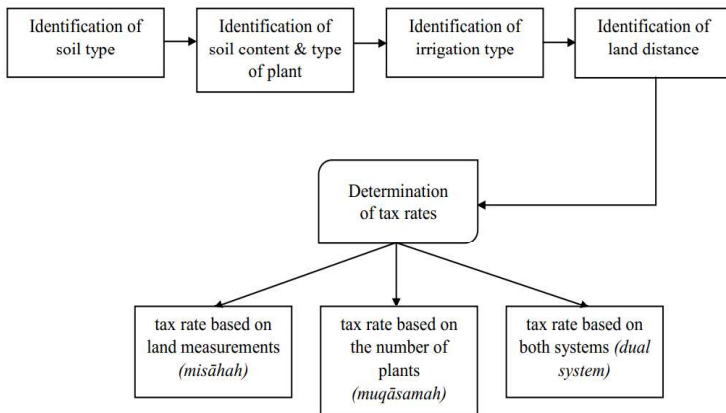 Identification of
soil type
Identification of
soil content & type
of plant
Identification of
irrigation type
Identification of
land distance
Determination
of tax rates
tax rate based on
land measurements
(misāhah)
tax rate based on
the number of
plants
(muqāsamah)
tax rate based on
both systems (dual
system)